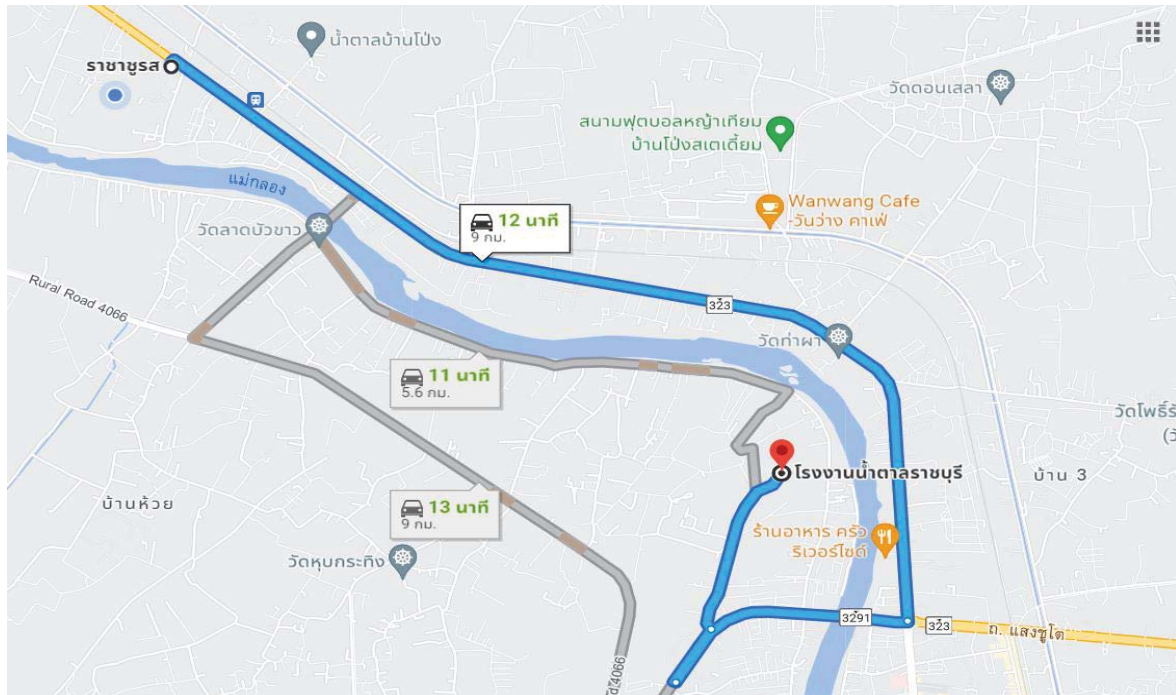 น้ำตาลบ้านโป่ง
ราชาชูรส
วัดดอนเสลา
สนามฟุตบอลหญ้าเทียม
บ้านโป่งสเตเดี้ยม
แม่กลอง
Wanwang Cafe
-วันว่าง คาเฟ่
วัดลาดบัวขาว
12 นาที
9 กม.
Rural Road 4066
323
วัดท่าผา
11 นาที
5.6 กม.
วัดโพธิ์รั
(วั
โรงงานน้ำตาลราชบุรี
บ้าน 3
บ้านห้วย
13 นาที
9 กม.
ร้านอาหาร ครัว
ริเวอร์ไซด์
วัดหุบกระทิง
3291
323
ถ. แสงชูโต
d 4066